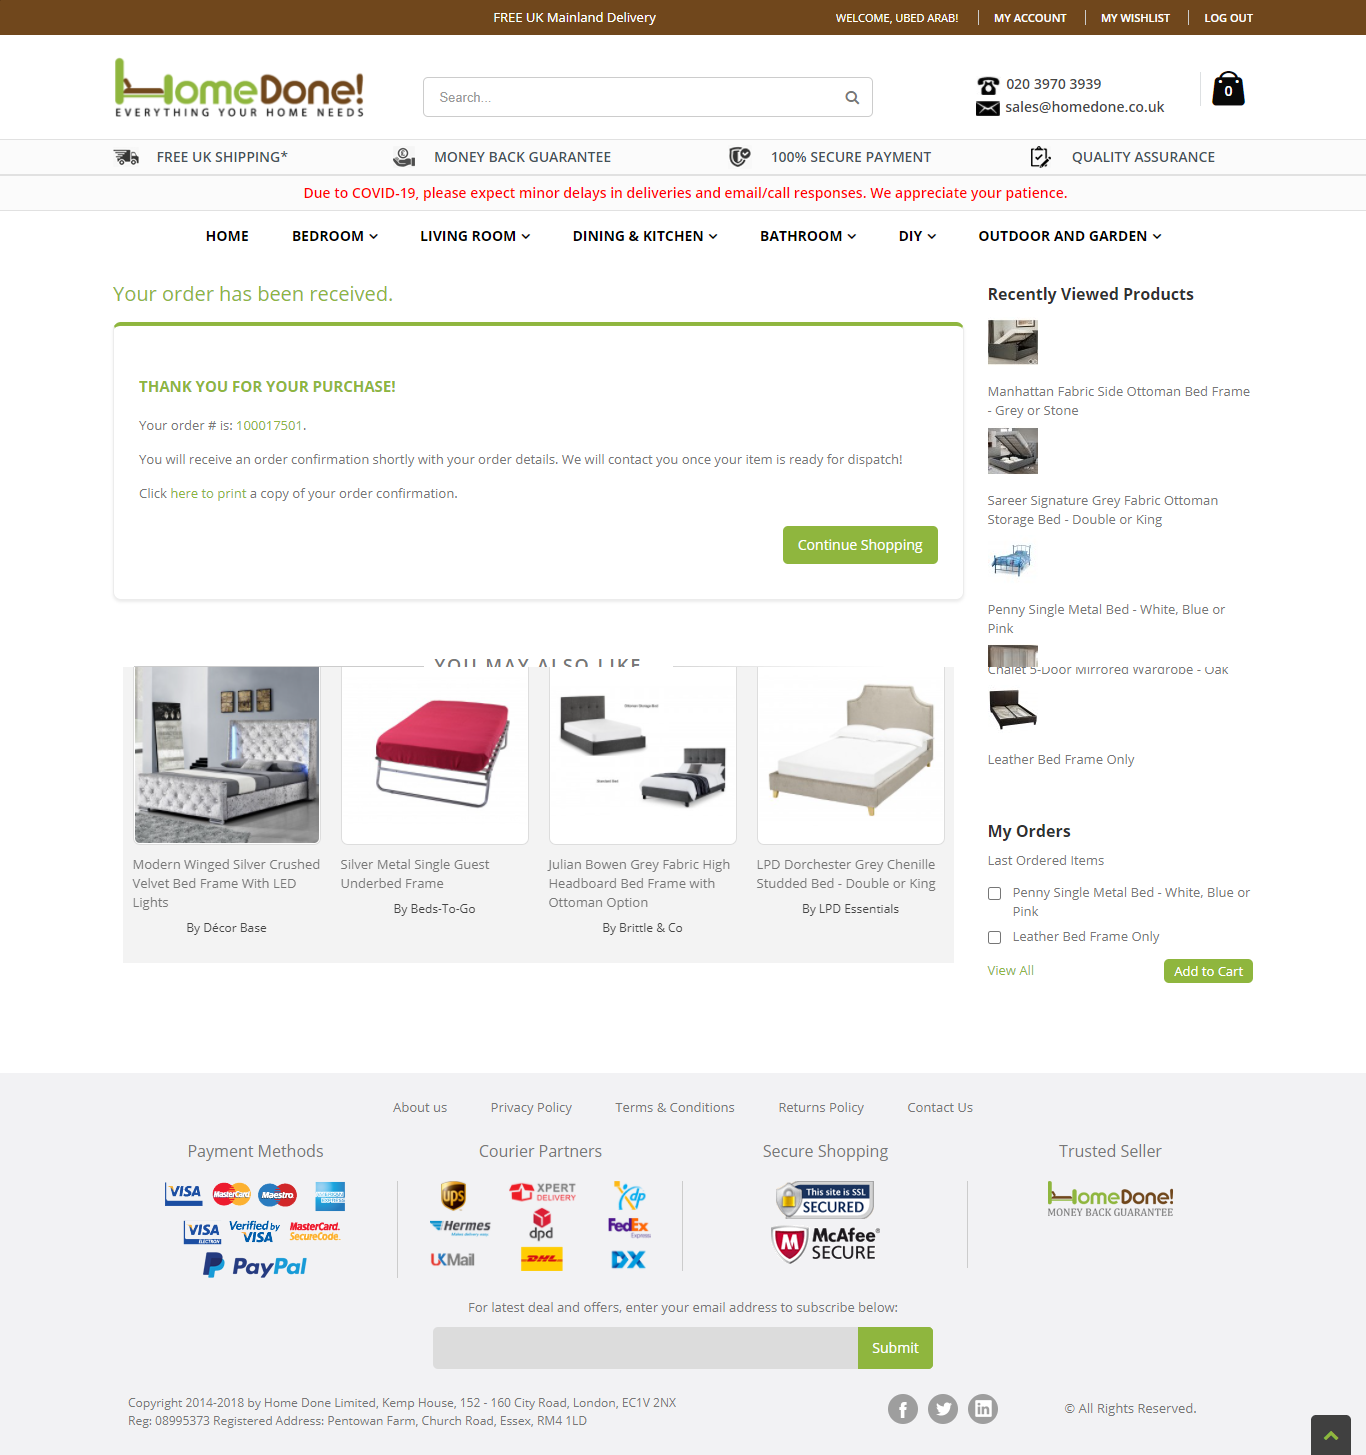 FREE UK Mainland Delivery
WELCOME, UBED ARAB!
MY ACCOUNT
MY WISHLIST
LOG OUT
HomeDone!
EVERYTHING YOUR HOME NEEDS
Search...
020 3970 3939
sales@homedone.co.uk
0
FREE UK SHIPPING*
MONEY BACK GUARANTEE
100% SECURE PAYMENT
QUALITY ASSURANCE
Due to COVID-19, please expect minor delays in deliveries and email/call responses. We appreciate your patience.
HOME
BEDROOM
LIVING ROOM
DINING & KITCHEN
BATHROOM
DIY
OUTDOOR AND GARDEN
Your order has been received.
THANK YOU FOR YOUR PURCHASE!
Your order # is: 100017501.
You will receive an order confirmation shortly with your order details. We will contact you once your item is ready for dispatch!
Click here to print a copy of your order confirmation.
Continue Shopping
Recently Viewed Products
Manhattan Fabric Side Ottoman Bed Frame
- Grey or Stone
Sareer Signature Grey Fabric Ottoman
Storage Bed - Double or King
Penny Single Metal Bed - White, Blue or
Pink
Chalet 5-Door Mirrored Wardrobe - Oak
Leather Bed Frame Only
YOU MAY ALSO LIKE
Modern Winged Silver Crushed
Velvet Bed Frame With LED
Lights
By Décor Base
Silver Metal Single Guest
Underbed Frame
By Beds-To-Go
Julian Bowen Grey Fabric High
Headboard Bed Frame with
Ottoman Option
By Brittle & Co
LPD Dorchester Grey Chenille
Studded Bed - Double or King
By LPD Essentials
My Orders
Last Ordered Items
Penny Single Metal Bed - White, Blue or
Pink
Leather Bed Frame Only
View All
Add to Cart
About us
Privacy Policy
Terms & Conditions
Returns Policy
Contact Us
Payment Methods
VISA
MasterCard
Maestro
AMERICAN EXPRESS
VISA
ELECTRON
Verified by
VISA
MasterCard.
SecureCode.
PayPal
Courier Partners
ups
XPERT
DELIVERY
Ydp
Hermes
dpd
FedEx
Express
UKMail
DHL
DX
Secure Shopping
This site is SSL
SECURED
McAfee
SECURE
Trusted Seller
HomeDone!
MONEY BACK GUARANTEE
For latest deal and offers, enter your email address to subscribe below:
Submit
Copyright 2014-2018 by Home Done Limited, Kemp House, 152 - 160 City Road, London, EC1V 2NX
Reg: 08995373 Registered Address: Pentowan Farm, Church Road, Essex, RM4 1LD
© All Rights Reserved.